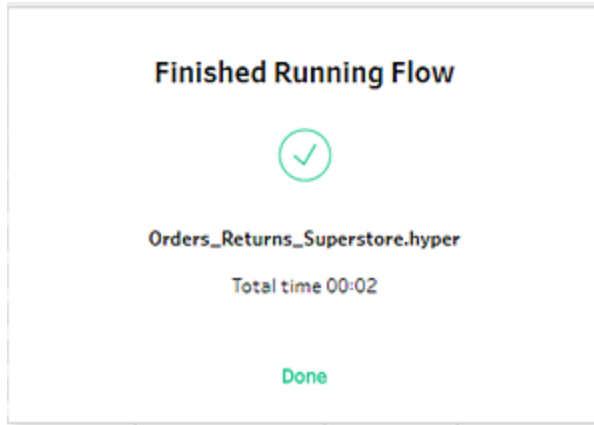 Finished Running Flow
Orders_Returns_Superstore.hyper
Total time 00:02
Done